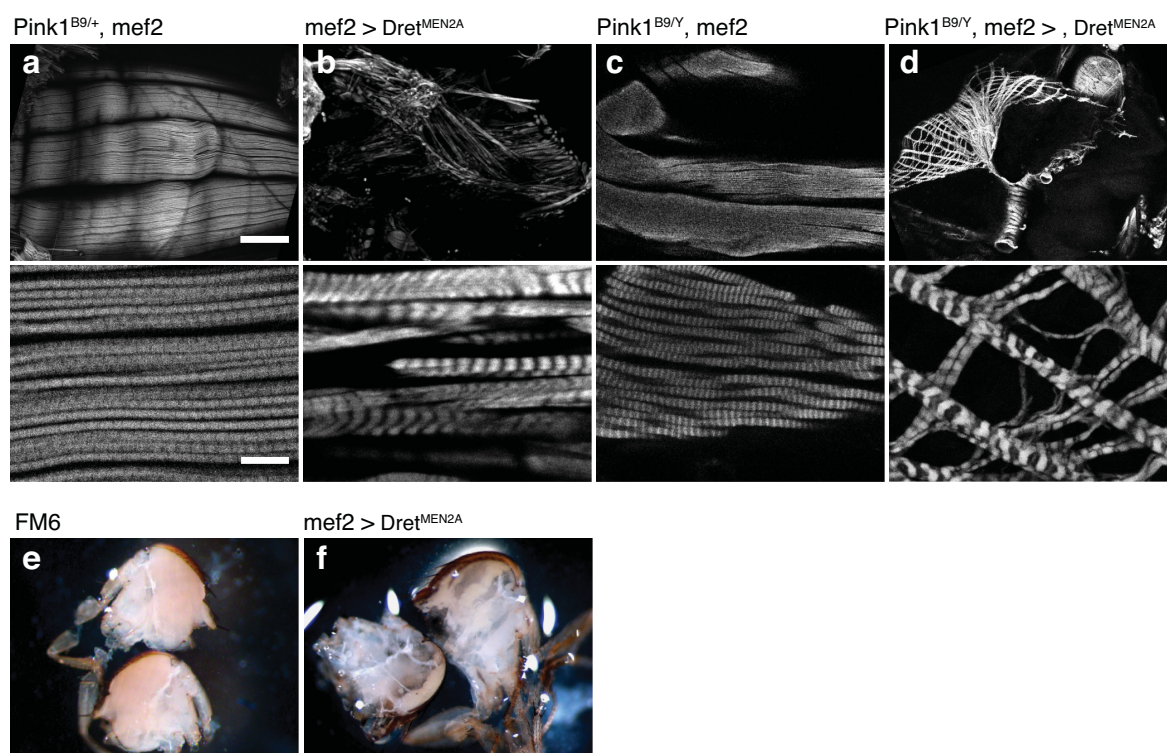 Pink1B9/+, mef2
mef2 > DretMEN2A
Pink1B9/Y, mef2
Pink1B9/Y, mef2 > , DretMEN2A
a
b
c
d
FM6
mef2 > DretMEN2A
e
f